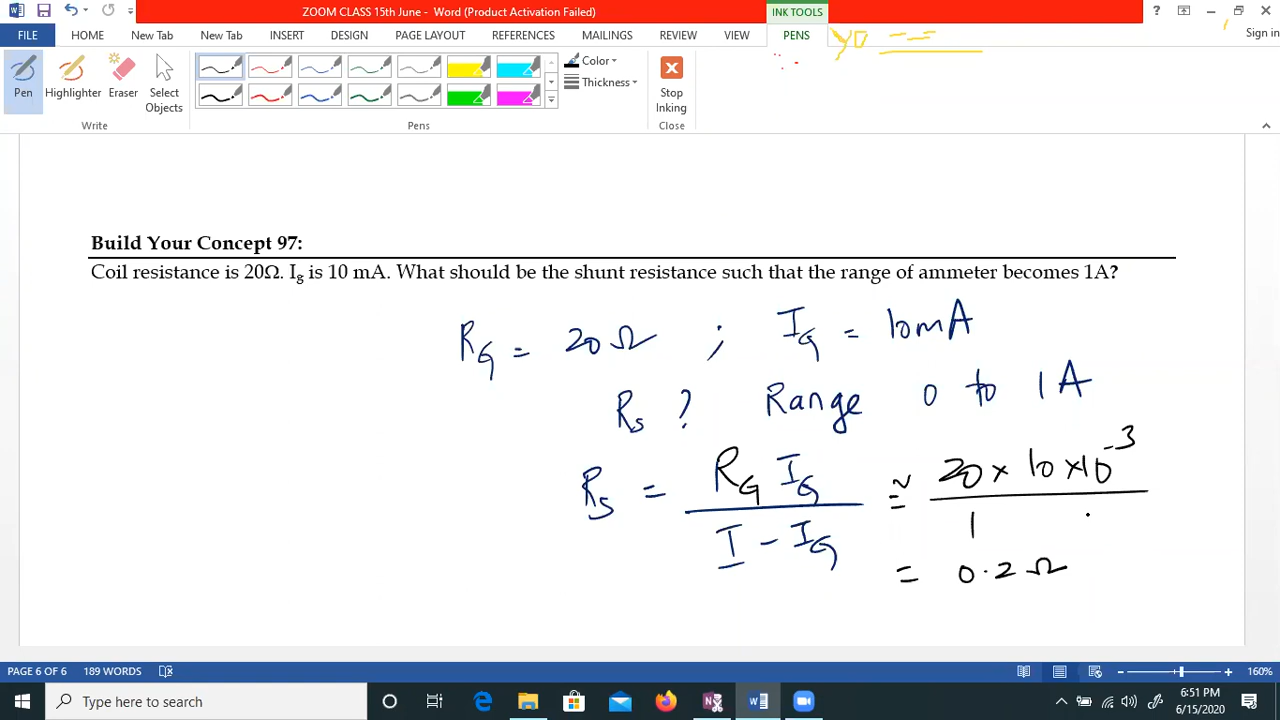 ZOOM CLASS 15th June - Word (Product Activation Failed)
INK TOOLS
? 
Sign in
FILE HOME New Tab New Tab INSERT DESIGN PAGE LAYOUT REFERENCES MAILINGS REVIEW VIEW PENS
Pen Highlighter Eraser Select Objects
Color
Thickness
Stop Inking
Write Pens Close
Build Your Concept 97:
Coil resistance is 20Ω. Ig is 10 mA. What should be the shunt resistance such that the range of ammeter becomes 1A?
RG = 20 Ω ; IG = 10mA
Rs ? Range 0 to 1A
Rs = RG IG / I - IG ≅ 20 × 10 × 10^-3 / 1
= 0.2 Ω
PAGE 6 OF 6 189 WORDS 160%
Type here to search
6:51 PM
6/15/2020